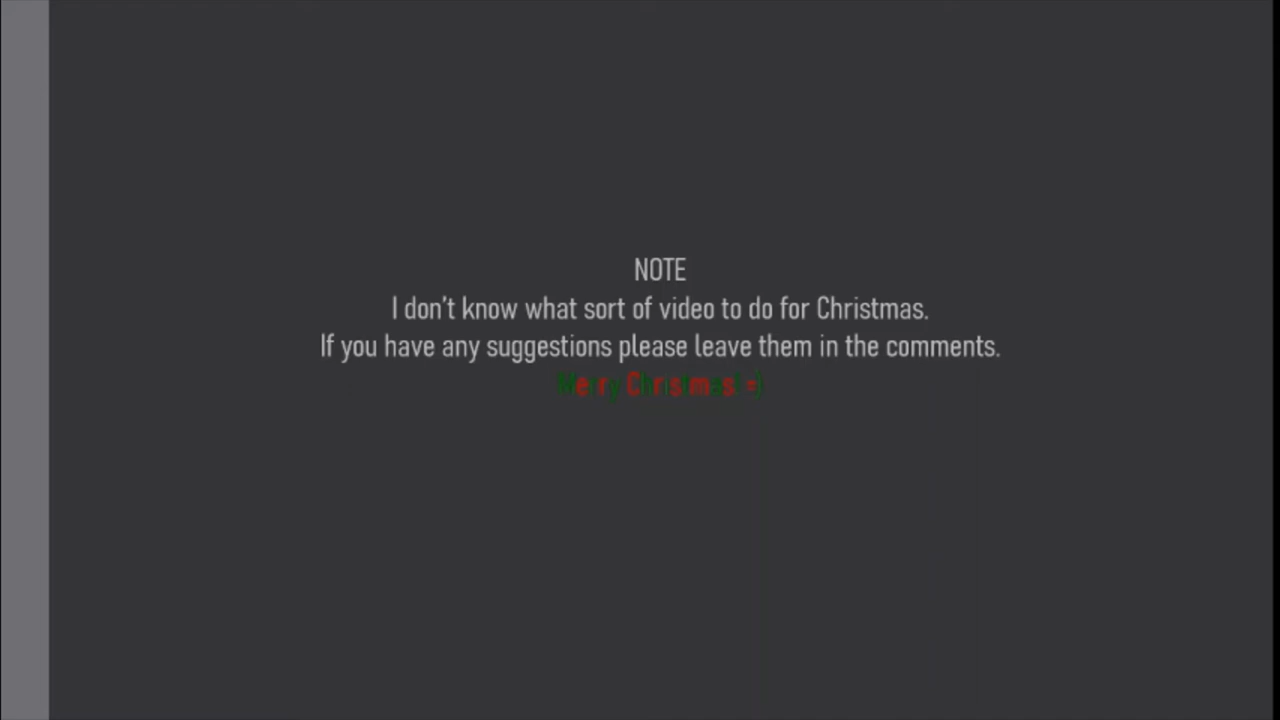 NOTE
I don't know what sort of video to do for Christmas.
If you have any suggestions please leave them in the comments.
Merry Christmas! =)